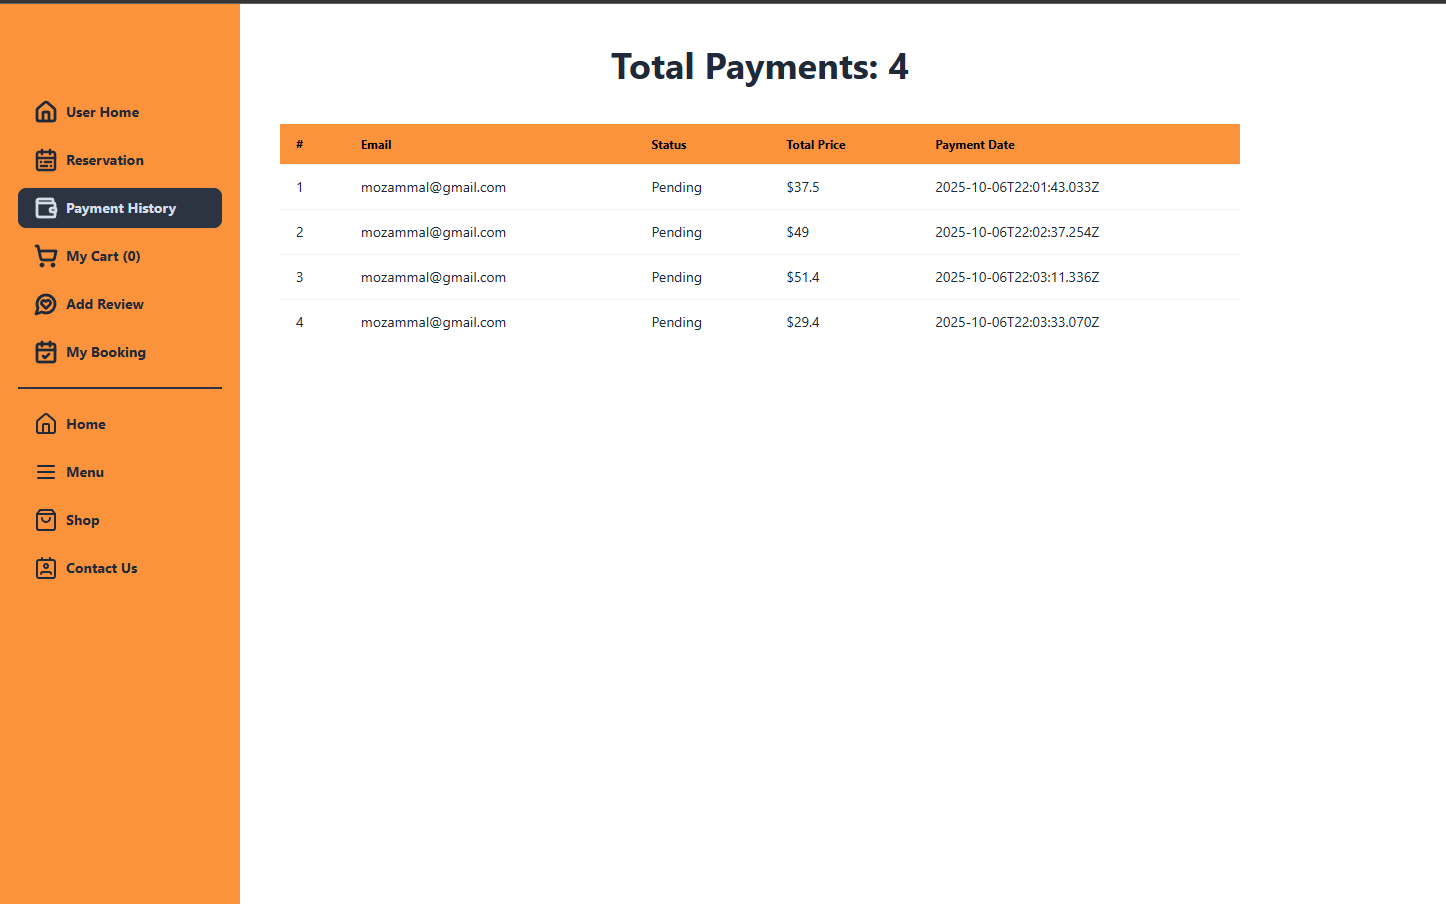 User Home
Reservation
Payment History
My Cart (0)
Add Review
My Booking
Home
Menu
Shop
Contact Us
Total Payments: 4
# Email Status Total Price Payment Date
1 mozammal@gmail.com Pending $37.5 2025-10-06T22:01:43.033Z
2 mozammal@gmail.com Pending $49 2025-10-06T22:02:37.254Z
3 mozammal@gmail.com Pending $51.4 2025-10-06T22:03:11.336Z
4 mozammal@gmail.com Pending $29.4 2025-10-06T22:03:33.070Z